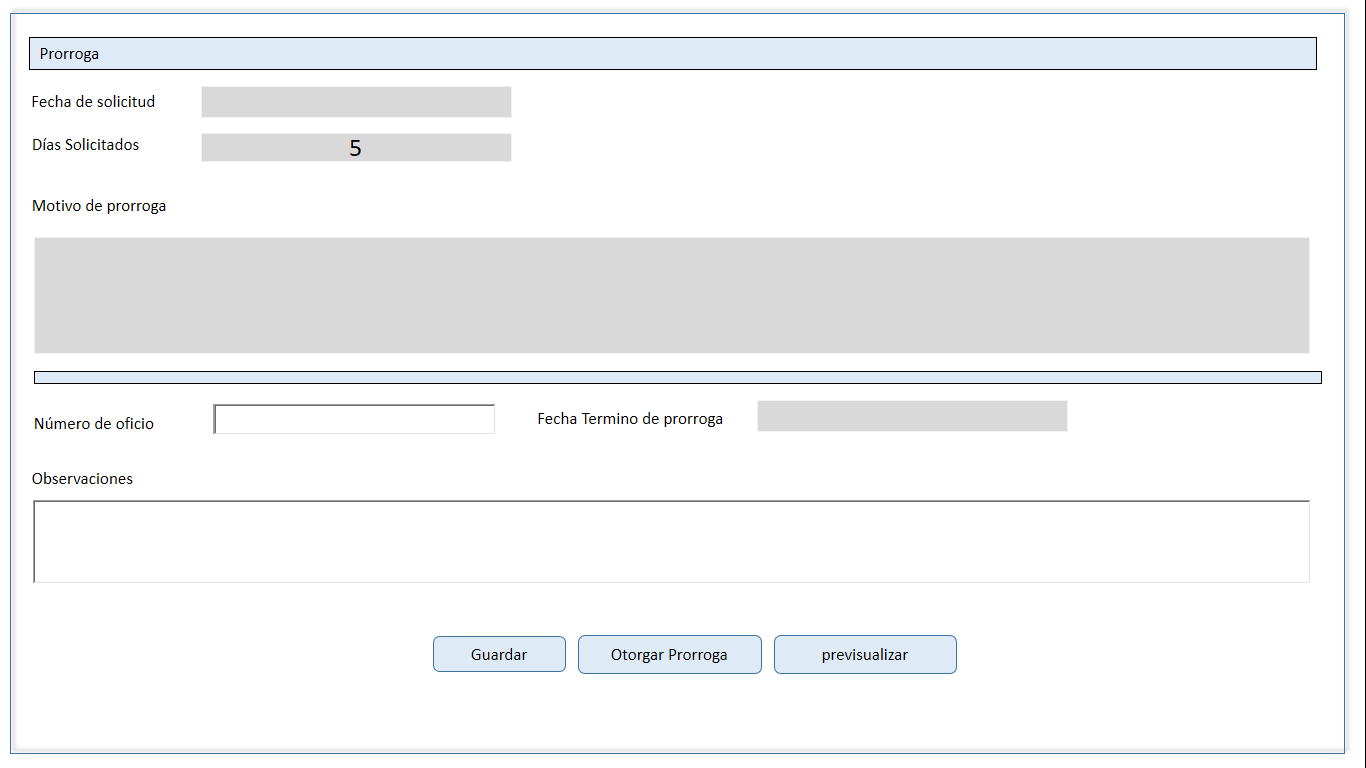 Prorroga
Fecha de solicitud
Días Solicitados 5
Motivo de prorroga
Número de oficio Fecha Termino de prorroga
Observaciones
Guardar Otorgar Prorroga previsualizar